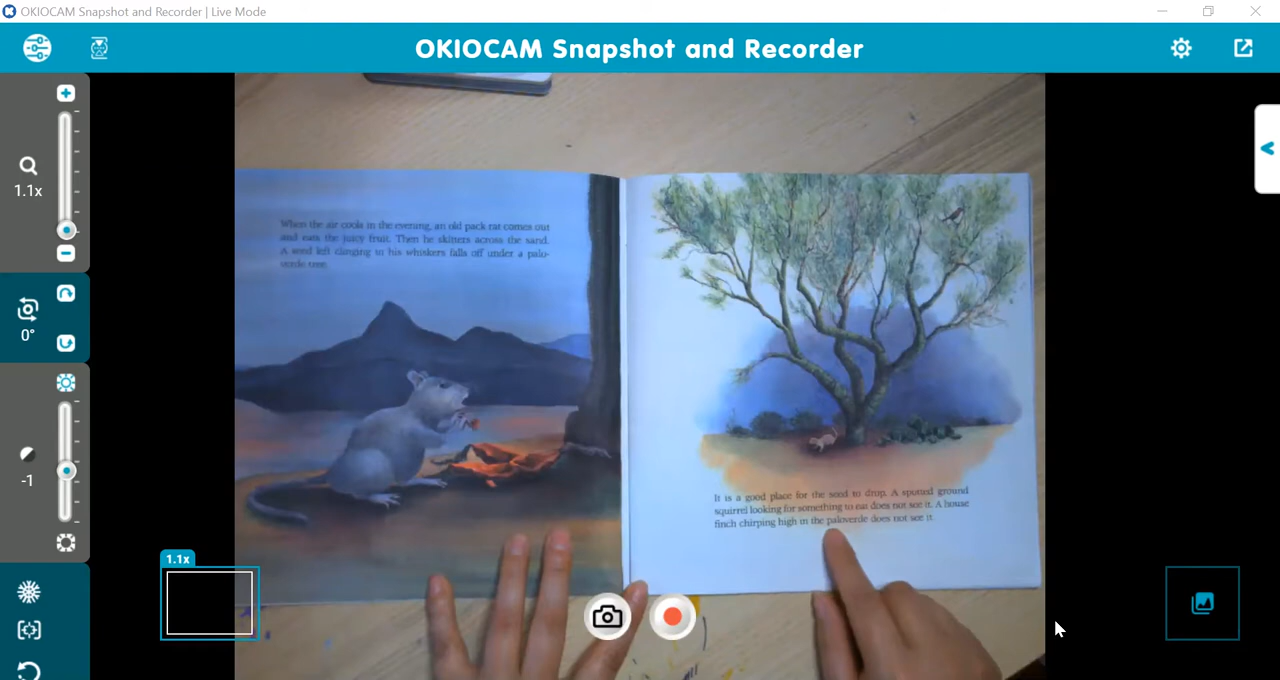 OKIOCAM Snapshot and Recorder | Live Mode
OKIOCAM Snapshot and Recorder
1.1x
0°
-1
1.1x
When the air cools in the evening, an old pack rat comes out
and eats the juicy fruit. Then he skitters across the sand.
A seed left clinging to his whiskers falls off under a palo-
verde tree.
It is a good place for the seed to drop. A spotted ground
squirrel looking for something to eat does not see it. A house
finch chirping high in the paloverde does not see it.